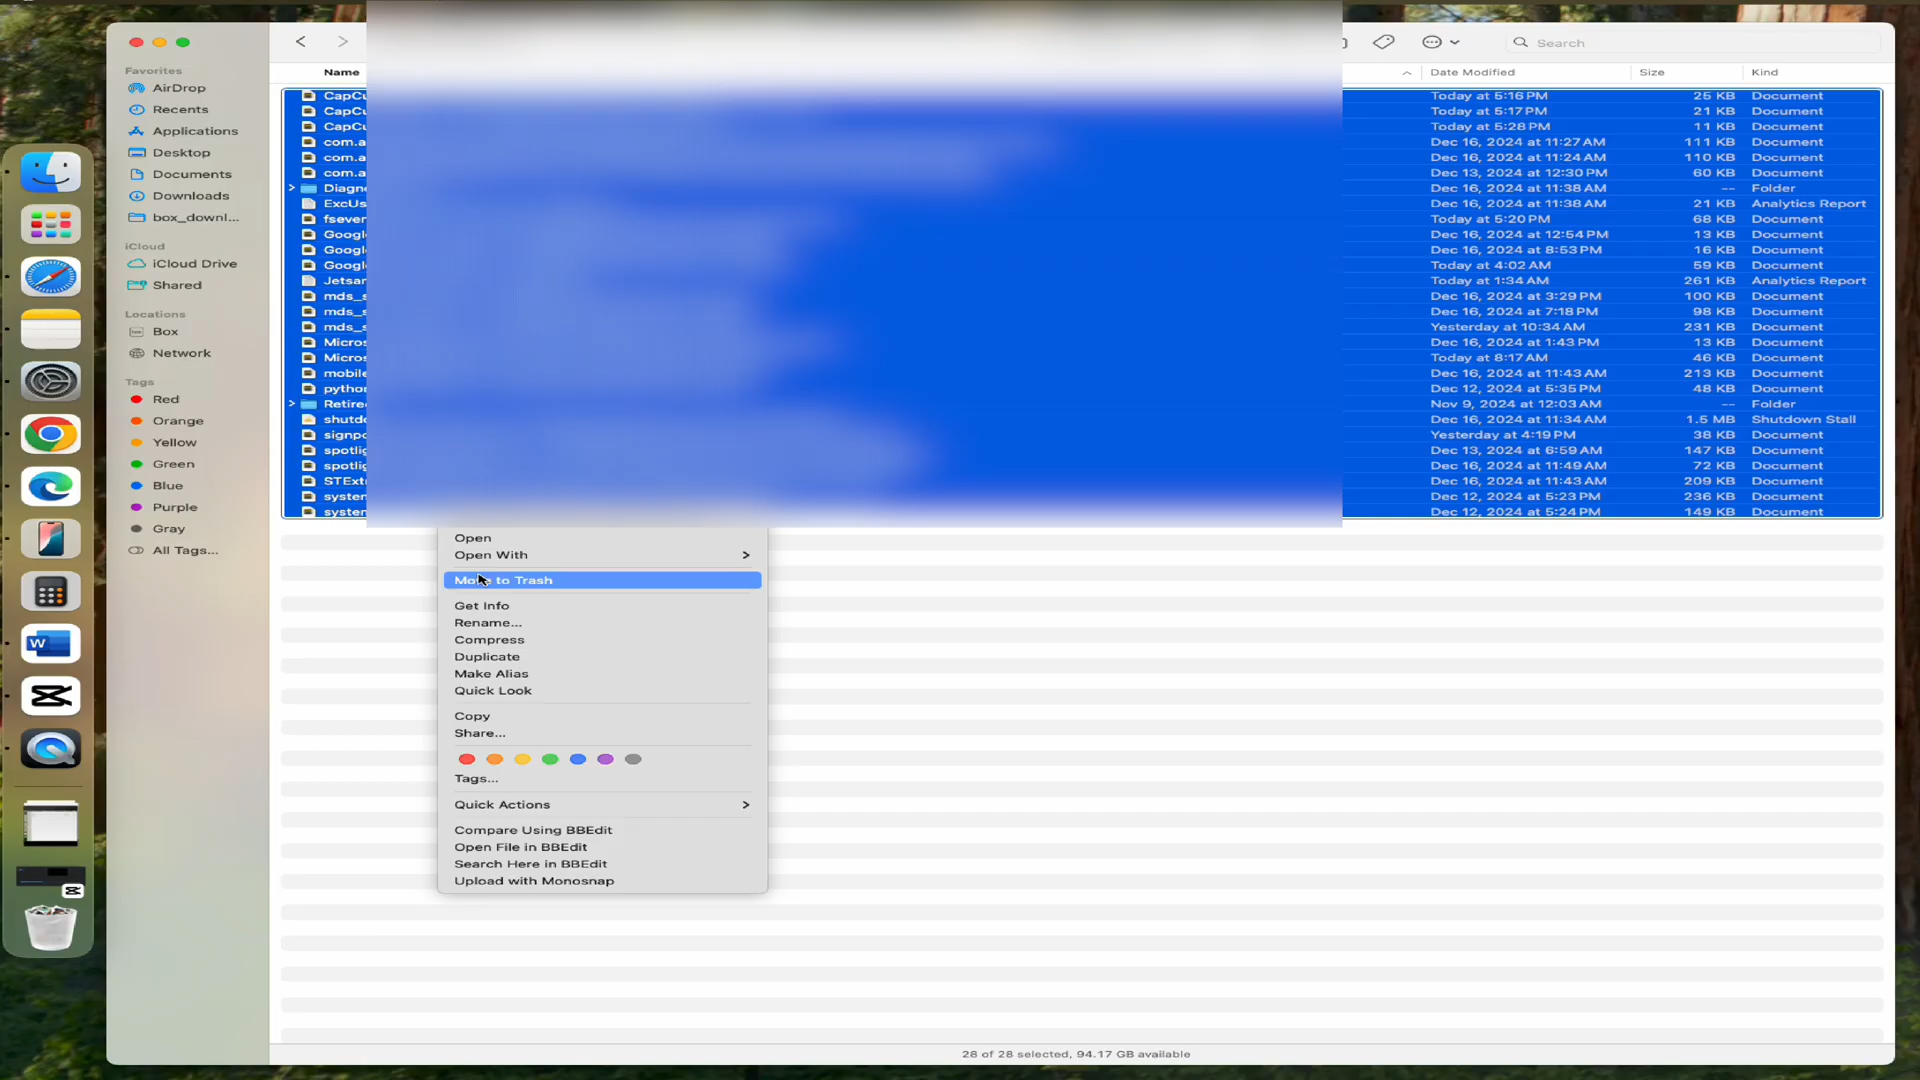 Search
Favorites
AirDrop
Recents
Applications
Desktop
Documents
Downloads
box_downl...
iCloud
iCloud Drive
Shared
Locations
Box
Network
Tags
Red
Orange
Yellow
Green
Blue
Purple
Gray
All Tags...
Name Date Modified Size Kind
CapCu Today at 5:16 PM 25 KB Document
CapCu Today at 5:17 PM 21 KB Document
CapCu Today at 5:28 PM 11 KB Document
com.a Dec 16, 2024 at 11:27 AM 111 KB Document
com.a Dec 16, 2024 at 11:24 AM 110 KB Document
com.a Dec 13, 2024 at 12:30 PM 60 KB Document
Diagn Dec 16, 2024 at 11:38 AM -- Folder
ExcUs Dec 16, 2024 at 11:38 AM 21 KB Analytics Report
fsever Today at 5:20 PM 68 KB Document
Googl Dec 16, 2024 at 12:54 PM 13 KB Document
Googl Dec 16, 2024 at 8:53 PM 16 KB Document
Googl Today at 4:02 AM 59 KB Document
Jetsar Today at 1:34 AM 261 KB Analytics Report
mds_s Dec 16, 2024 at 3:29 PM 100 KB Document
mds_s Dec 16, 2024 at 7:18 PM 98 KB Document
mds_s Yesterday at 10:34 AM 231 KB Document
Micros Dec 16, 2024 at 1:43 PM 13 KB Document
Micros Today at 8:17 AM 46 KB Document
mobile Dec 16, 2024 at 11:43 AM 213 KB Document
pythor Dec 12, 2024 at 5:35 PM 48 KB Document
Retire Nov 9, 2024 at 12:03 AM -- Folder
shutdo Dec 16, 2024 at 11:34 AM 1.5 MB Shutdown Stall
signpo Yesterday at 4:19 PM 38 KB Document
spotlig Dec 13, 2024 at 6:59 AM 147 KB Document
spotlig Dec 16, 2024 at 11:49 AM 72 KB Document
STExtr Dec 16, 2024 at 11:43 AM 209 KB Document
system Dec 12, 2024 at 5:23 PM 236 KB Document
system Dec 12, 2024 at 5:24 PM 149 KB Document
Open
Open With
Move to Trash
Get Info
Rename...
Compress
Duplicate
Make Alias
Quick Look
Copy
Share...
Tags...
Quick Actions
Compare Using BBEdit
Open File in BBEdit
Search Here in BBEdit
Upload with Monosnap
28 of 28 selected, 94.17 GB available
W